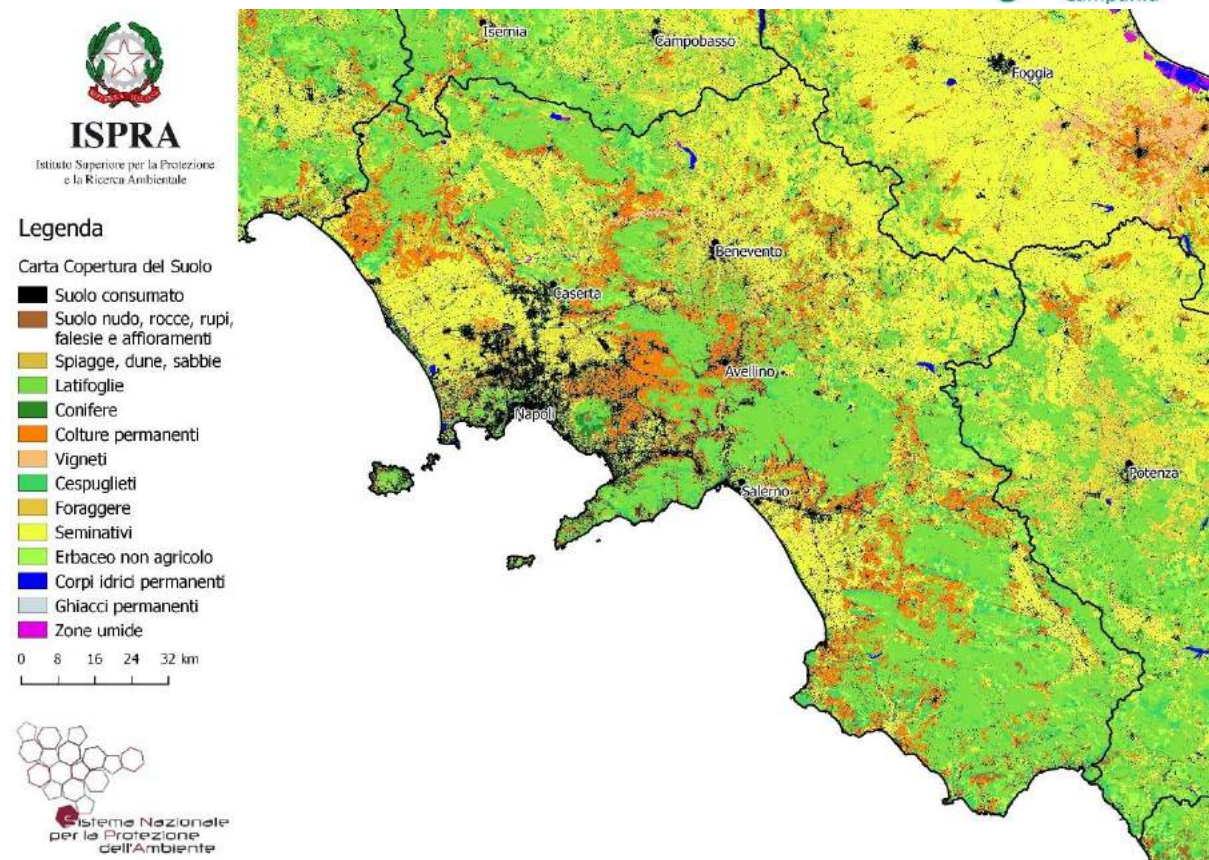 Campania
ISPRA
Istituto Superiore per la Protezione
e la Ricerca Ambientale
Legenda
Carta Copertura del Suolo
Suolo consumato
Suolo nudo, rocce, rupi,
falesie e affioramenti
Spiagge, dune, sabbie
Latifoglie
Conifere
Colture permanenti
Vigneti
Cespuglieti
Foraggere
Seminativi
Erbaceo non agricolo
Corpi idrici permanenti
Ghiacci permanenti
Zone umide
0 8 16 24 32 km
Sistema Nazionale
per la Protezione
dell'Ambiente
Isernia
Campobasso
Foggia
Benevento
Caserta
Avellino
Napoli
Salerno
Potenza